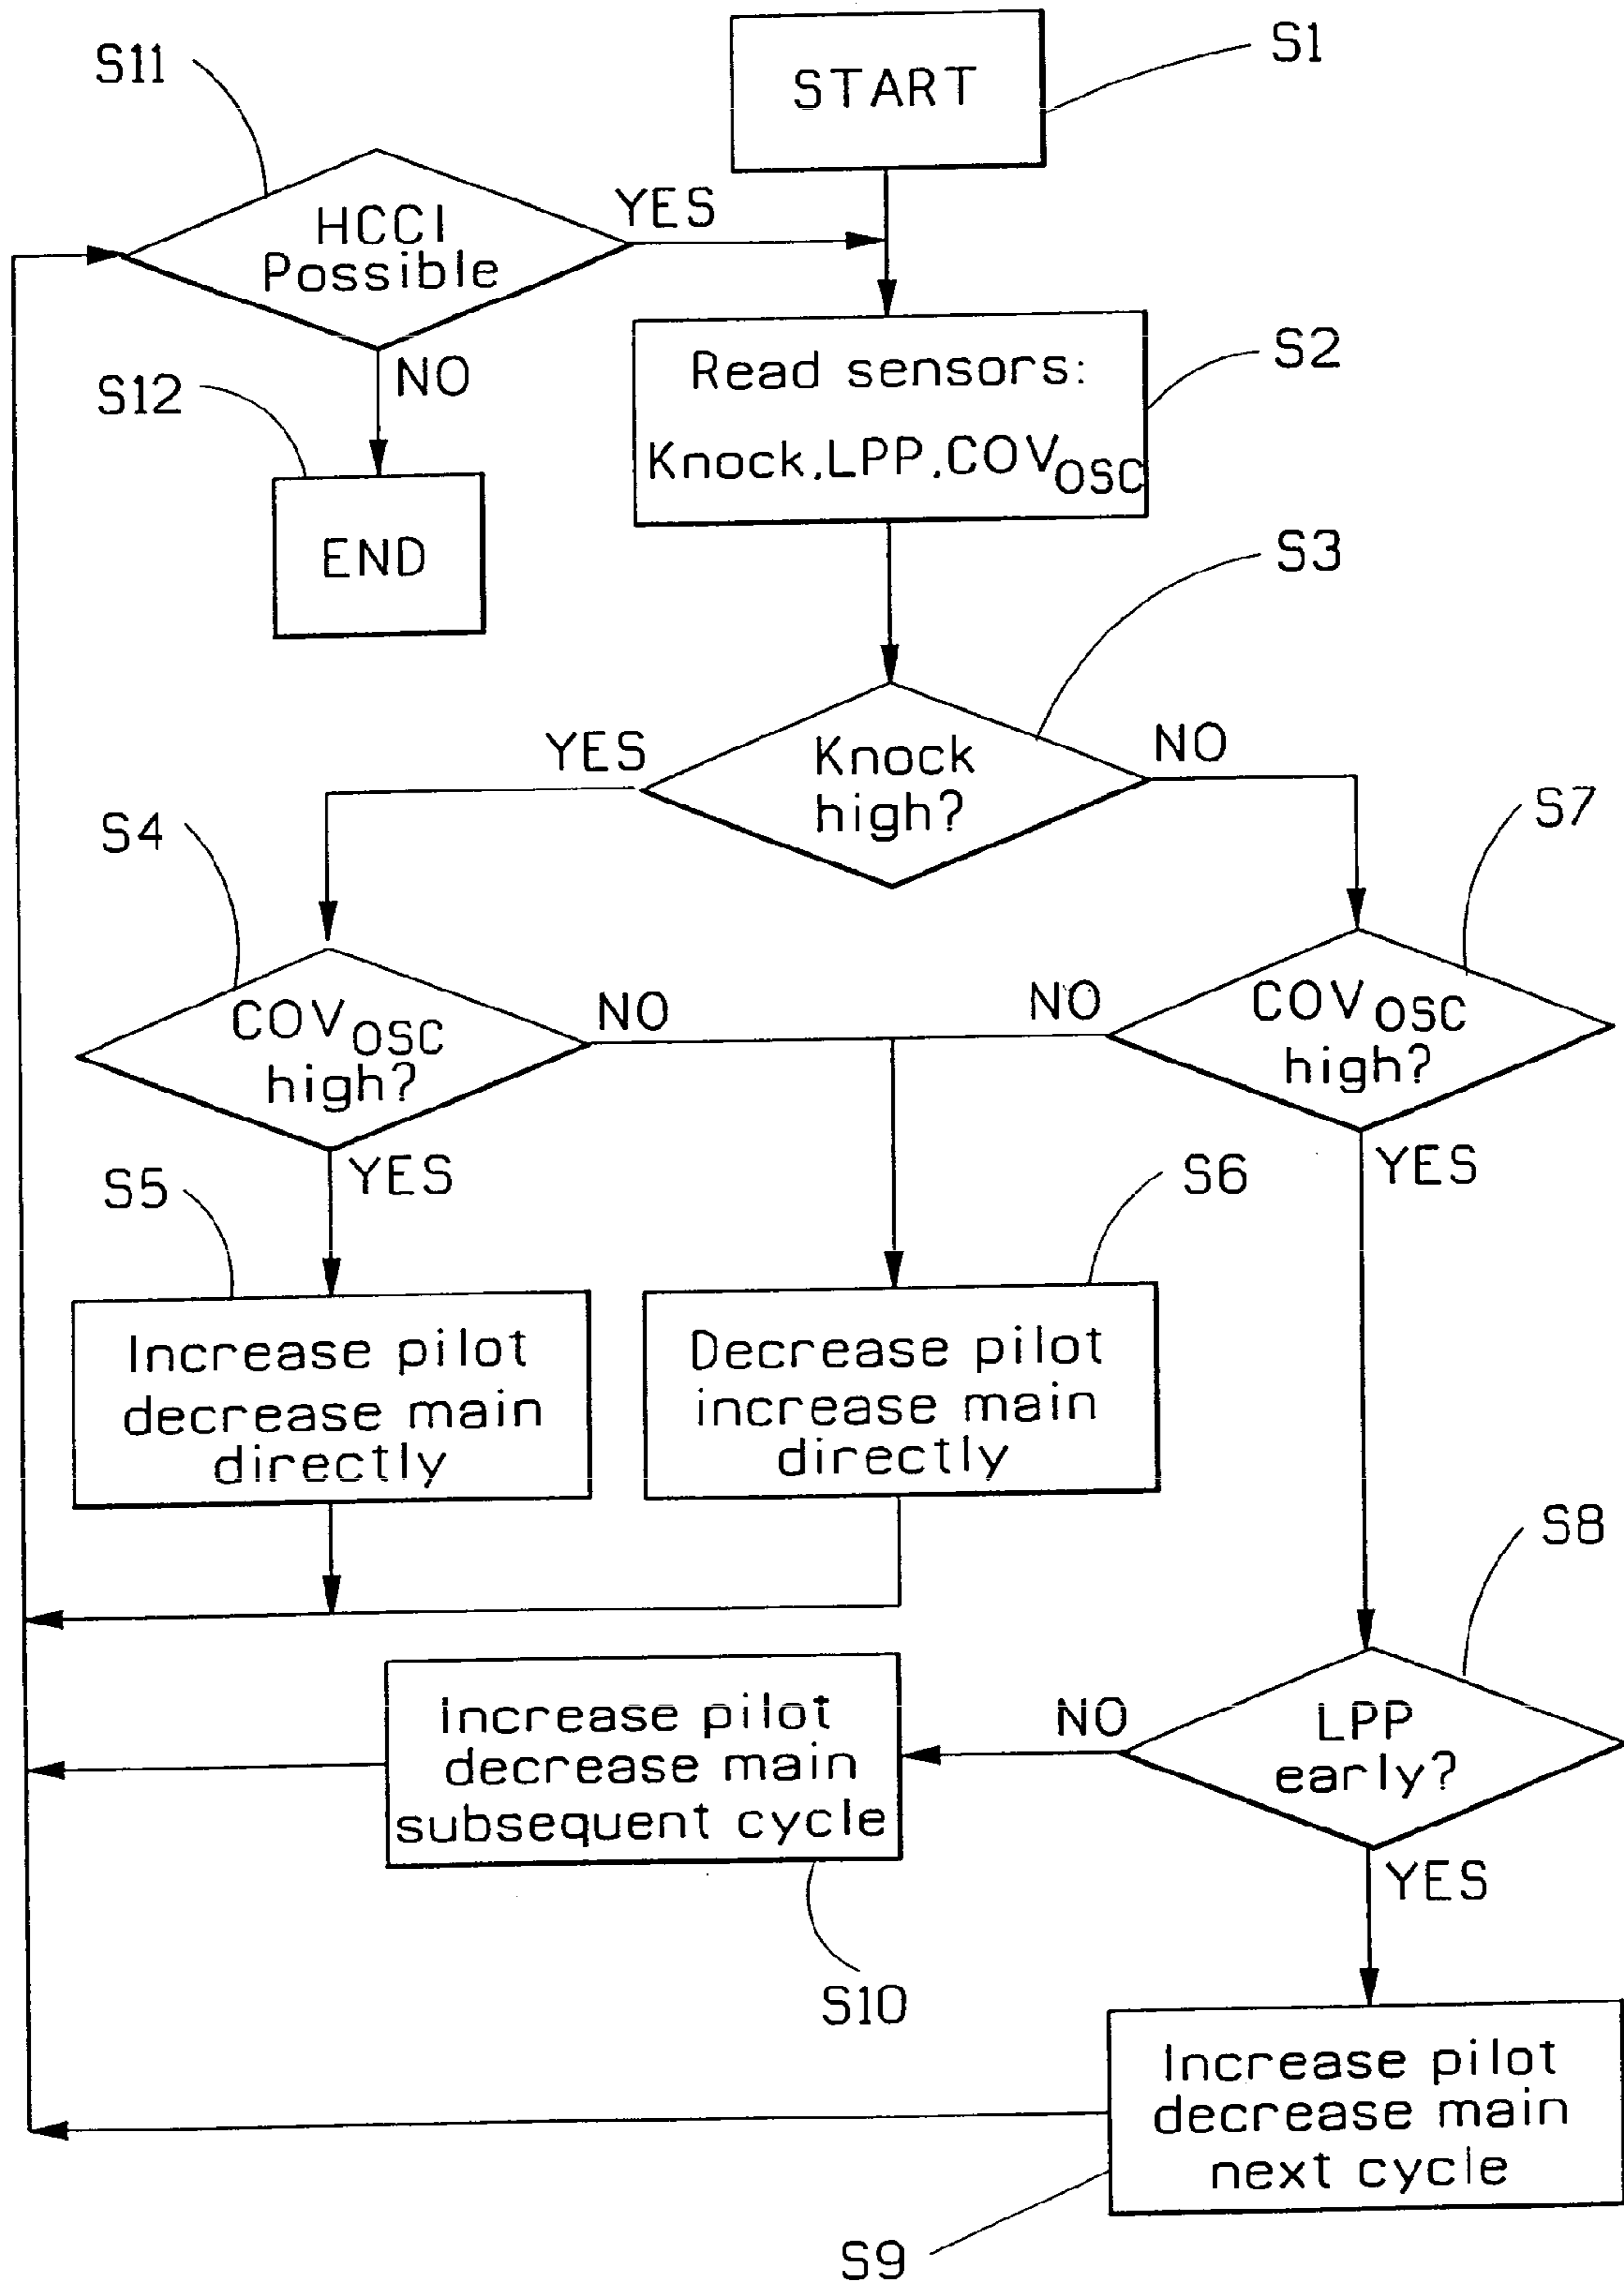 START
S1
S11
HCCI
Possible
YES
NO
S12
END
Read sensors:
Knock,LPP,COVOSC
S2
S3
Knock
high?
YES
NO
S4
COVOSC
high?
NO
YES
S7
COVOSC
high?
NO
YES
S5
Increase pilot
decrease main
directly
S6
Decrease pilot
increase main
directly
S8
LPP
early?
NO
YES
Increase pilot
decrease main
subsequent cycle
S10
Increase pilot
decrease main
next cycle
S9